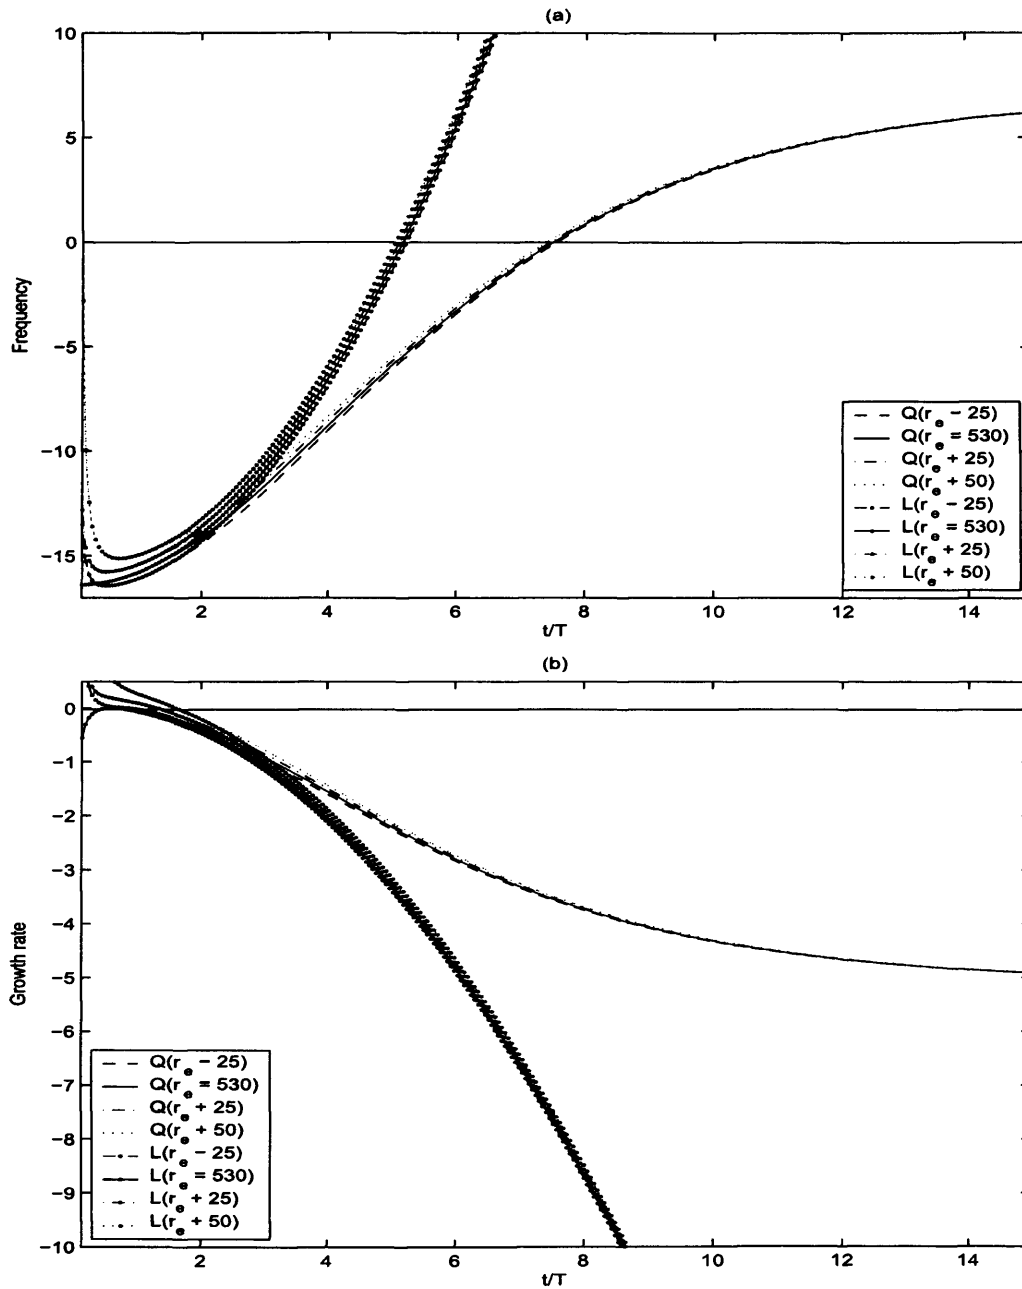 (a)
10
5
0
−5
−10
−15
Frequency
2 4 6 8 10 12 14
t/T
Q(r_e − 25)
Q(r_e = 530)
Q(r_e + 25)
Q(r_e + 50)
L(r_e − 25)
L(r_e = 530)
L(r_e + 25)
L(r_e + 50)
(b)
0
−1
−2
−3
−4
−5
−6
−7
−8
−9
−10
Growth rate
2 4 6 8 10 12 14
t/T
Q(r_e − 25)
Q(r_e = 530)
Q(r_e + 25)
Q(r_e + 50)
L(r_e − 25)
L(r_e = 530)
L(r_e + 25)
L(r_e + 50)